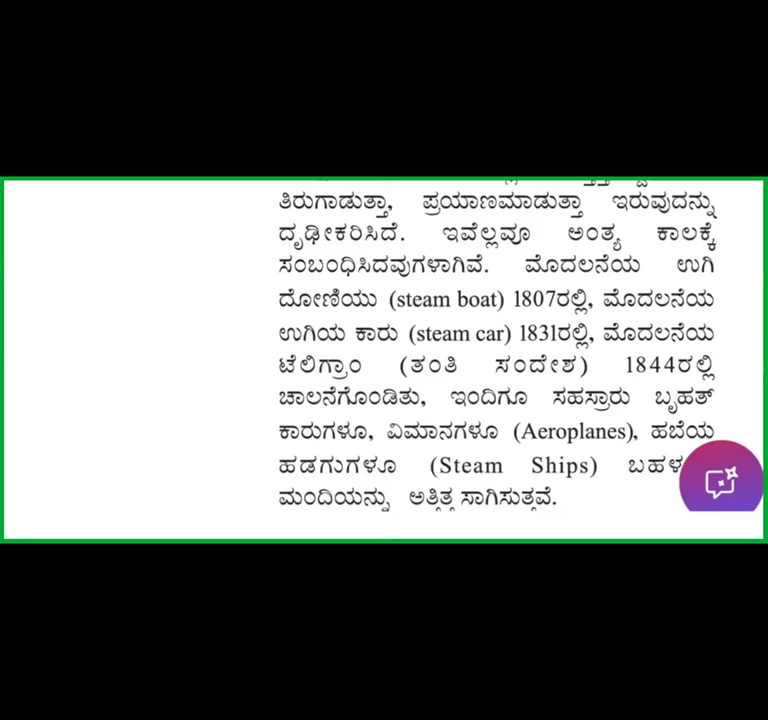 ತಿರುಗಾಡುತ್ತಾ, ಪ್ರಯಾಣಮಾಡುತ್ತಾ ಇರುವುದನ್ನು
ದೃಢೀಕರಿಸಿದೆ. ಇವೆಲ್ಲವೂ ಅಂತ್ಯ ಕಾಲಕ್ಕೆ
ಸಂಬಂಧಿಸಿದವುಗಳಾಗಿವೆ. ಮೊದಲನೆಯ ಉಗಿ
ದೋಣಿಯು (steam boat) 1807ರಲ್ಲಿ, ಮೊದಲನೆಯ
ಉಗಿಯ ಕಾರು (steam car) 1831ರಲ್ಲಿ, ಮೊದಲನೆಯ
ಟೆಲಿಗ್ರಾಂ (ತಂತಿ ಸಂದೇಶ) 1844ರಲ್ಲಿ
ಚಾಲನೆಗೊಂಡಿತು, ಇಂದಿಗೂ ಸಹಸ್ರಾರು ಬೃಹತ್
ಕಾರುಗಳೂ, ವಿಮಾನಗಳೂ (Aeroplanes), ಹಬೆಯ
ಹಡಗುಗಳೂ (Steam Ships)
ಮಂದಿಯನ್ನು ಅತ್ತಿತ್ತ ಸಾಗಿಸುತ್ತವೆ.